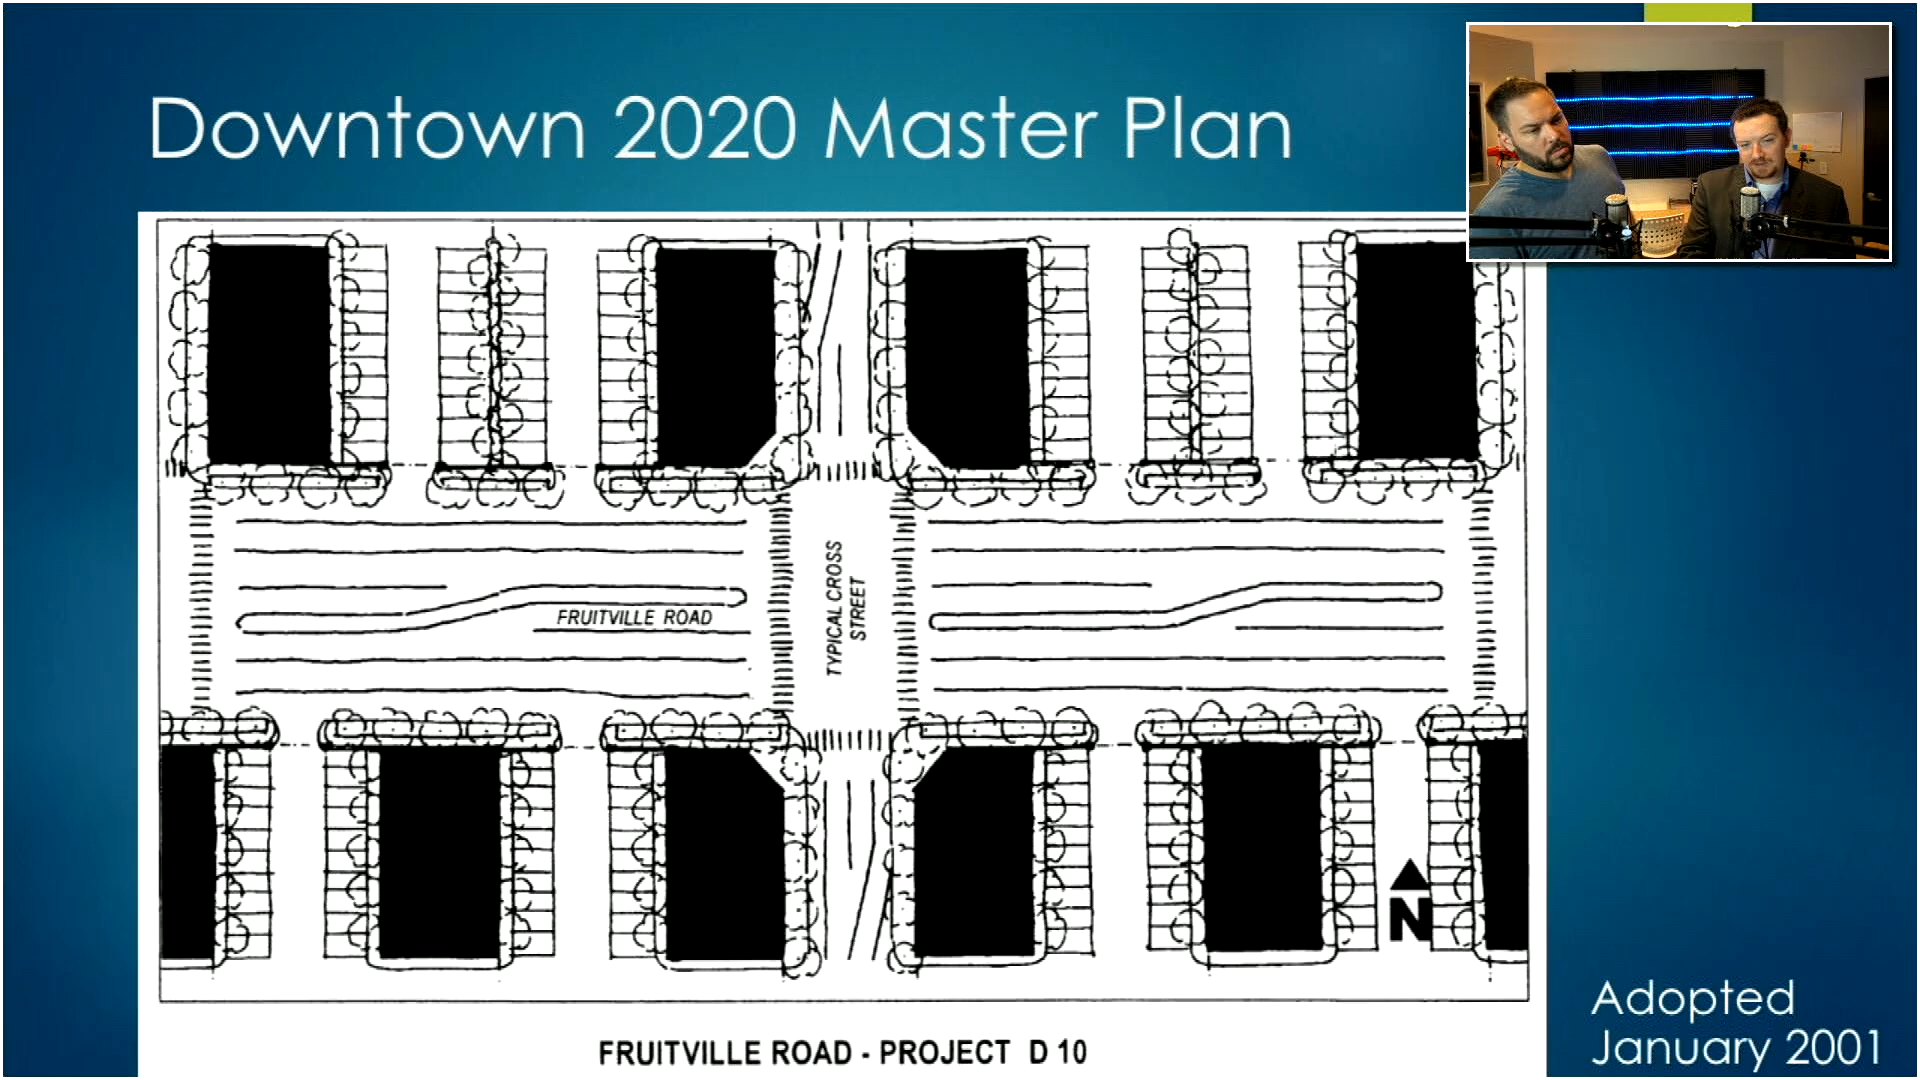 Downtown 2020 Master Plan
FRUITVILLE ROAD
TYPICAL CROSS
STREET
N
Adopted
January 2001
FRUITVILLE ROAD - PROJECT D 10